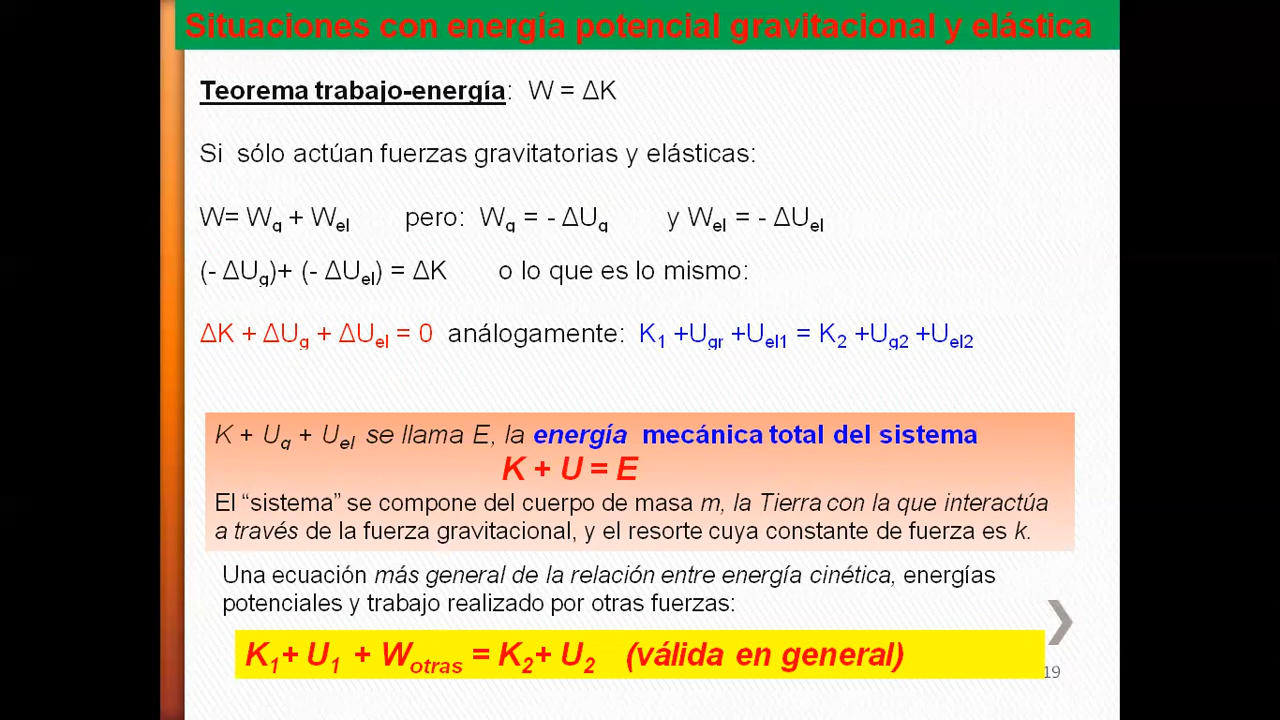 Situaciones con energía potencial gravitacional y elástica
Teorema trabajo-energía: W = ΔK
Si sólo actúan fuerzas gravitatorias y elásticas:
W= Wg + Wel pero: Wg = - ΔUg y Wel = - ΔUel
(- ΔUg)+ (- ΔUel) = ΔK o lo que es lo mismo:
ΔK + ΔUg + ΔUel = 0 análogamente: K1 +Ugr +Uel1 = K2 +Ug2 +Uel2
K + Ug + Uel se llama E, la energía mecánica total del sistema
K + U = E
El “sistema” se compone del cuerpo de masa m, la Tierra con la que interactúa
a través de la fuerza gravitacional, y el resorte cuya constante de fuerza es k.
Una ecuación más general de la relación entre energía cinética, energías
potenciales y trabajo realizado por otras fuerzas:
K1+ U1 + Wotras = K2+ U2 (válida en general)
19